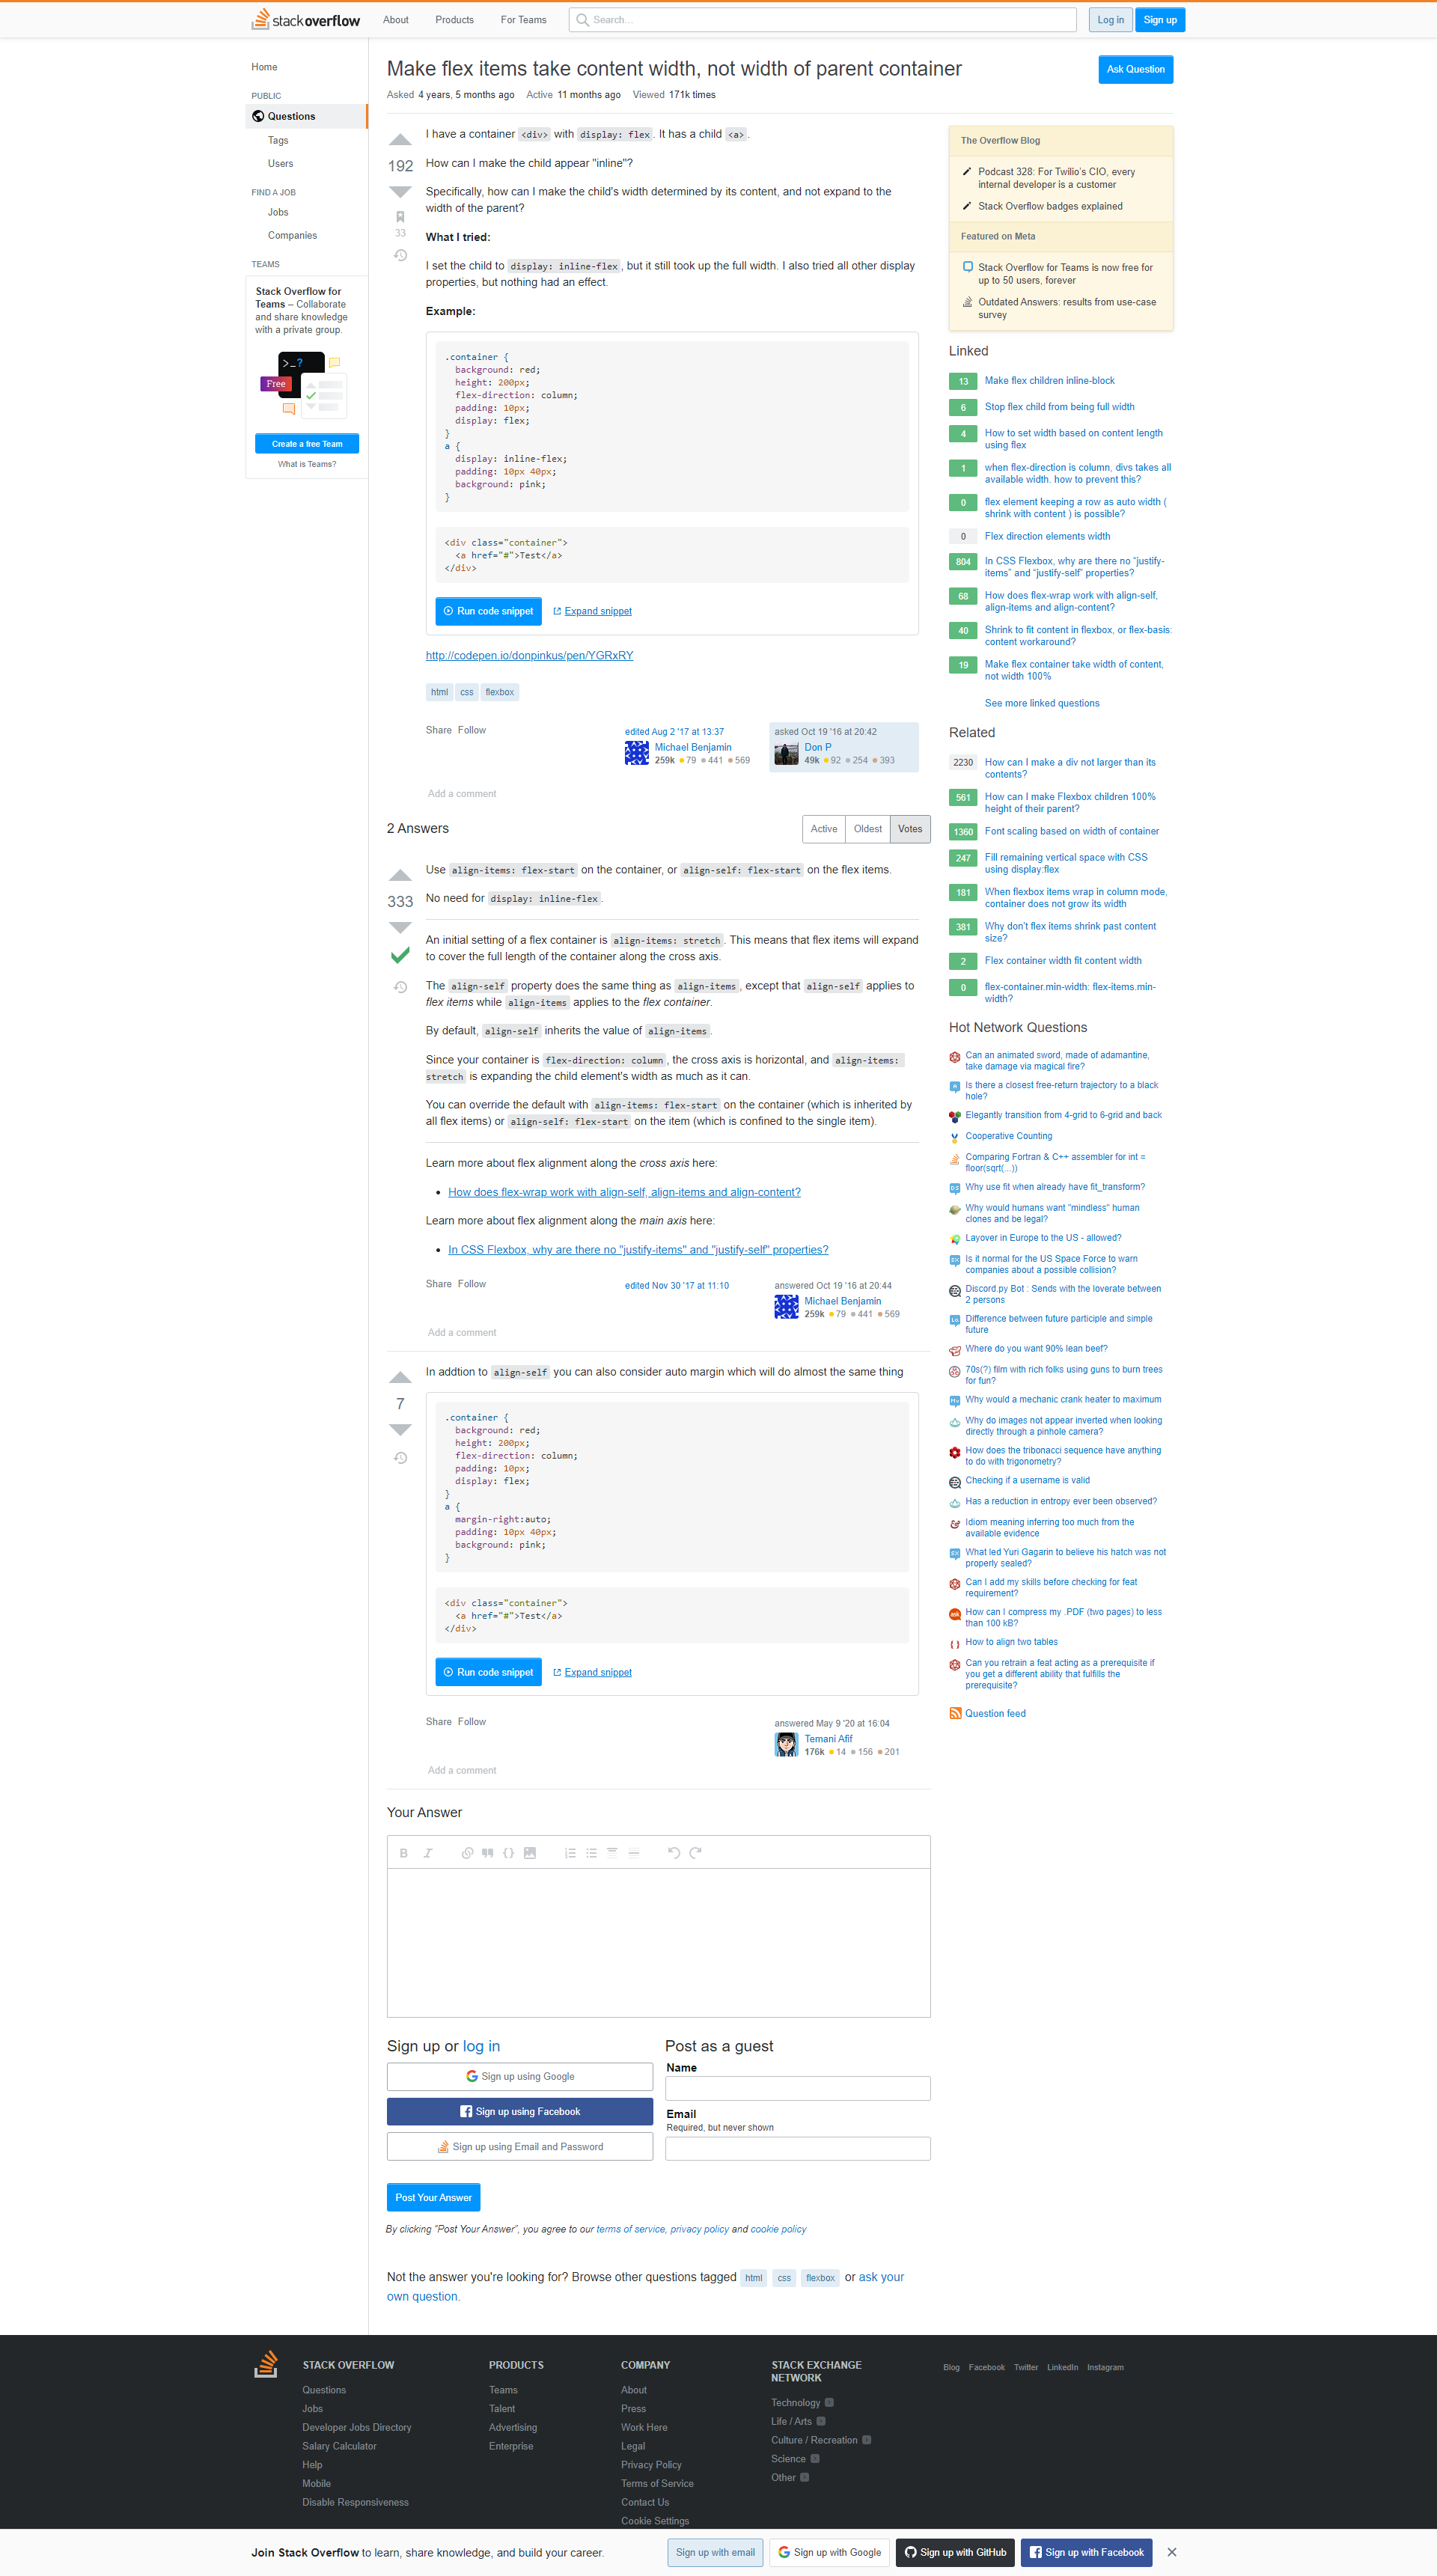 stackoverflow About Products For Teams Search... Log in Sign up
Home
PUBLIC
Questions
Tags
Users
FIND A JOB
Jobs
Companies
TEAMS
Stack Overflow for
Teams – Collaborate
and share knowledge
with a private group.
>_?
Free
Create a free Team
What is Teams?
Make flex items take content width, not width of parent container
Ask Question
Asked 4 years, 5 months ago Active 11 months ago Viewed 171k times
192
33
I have a container <div> with display: flex. It has a child <a>.
How can I make the child appear "inline"?
Specifically, how can I make the child's width determined by its content, and not expand to the
width of the parent?
What I tried:
I set the child to display: inline-flex, but it still took up the full width. I also tried all other display
properties, but nothing had an effect.
Example:
.container {
background: red;
height: 200px;
flex-direction: column;
padding: 10px;
display: flex;
}
a {
display: inline-flex;
padding: 10px 40px;
background: pink;
}
<div class="container">
<a href="#">Test</a>
</div>
Run code snippet Expand snippet
http://codepen.io/donpinkus/pen/YGRxRY
html css flexbox
Share Follow
edited Aug 2 '17 at 13:37
Michael Benjamin
259k 79 441 569
asked Oct 19 '16 at 20:42
Don P
49k 92 254 393
Add a comment
2 Answers
Active Oldest Votes
333
Use align-items: flex-start on the container, or align-self: flex-start on the flex items.
No need for display: inline-flex.
An initial setting of a flex container is align-items: stretch. This means that flex items will expand
to cover the full length of the container along the cross axis.
The align-self property does the same thing as align-items, except that align-self applies to
flex items while align-items applies to the flex container.
By default, align-self inherits the value of align-items.
Since your container is flex-direction: column, the cross axis is horizontal, and align-items:
stretch is expanding the child element's width as much as it can.
You can override the default with align-items: flex-start on the container (which is inherited by
all flex items) or align-self: flex-start on the item (which is confined to the single item).
Learn more about flex alignment along the cross axis here:
How does flex-wrap work with align-self, align-items and align-content?
Learn more about flex alignment along the main axis here:
In CSS Flexbox, why are there no "justify-items" and "justify-self" properties?
Share Follow
edited Nov 30 '17 at 11:10
answered Oct 19 '16 at 20:44
Michael Benjamin
259k 79 441 569
Add a comment
7
In addtion to align-self you can also consider auto margin which will do almost the same thing
.container {
background: red;
height: 200px;
flex-direction: column;
padding: 10px;
display: flex;
}
a {
margin-right:auto;
padding: 10px 40px;
background: pink;
}
<div class="container">
<a href="#">Test</a>
</div>
Run code snippet Expand snippet
Share Follow
answered May 9 '20 at 16:04
Temani Afif
176k 14 156 201
Add a comment
Your Answer
B I
Sign up or log in
Sign up using Google
Sign up using Facebook
Sign up using Email and Password
Post as a guest
Name
Email
Required, but never shown
Post Your Answer
By clicking "Post Your Answer", you agree to our terms of service, privacy policy and cookie policy
Not the answer you're looking for? Browse other questions tagged html css flexbox or ask your
own question.
The Overflow Blog
Podcast 328: For Twilio's CIO, every
internal developer is a customer
Stack Overflow badges explained
Featured on Meta
Stack Overflow for Teams is now free for
up to 50 users, forever
Outdated Answers: results from use-case
survey
Linked
13 Make flex children inline-block
6 Stop flex child from being full width
4 How to set width based on content length
using flex
1 when flex-direction is column, divs takes all
available width. how to prevent this?
0 flex element keeping a row as auto width (
shrink with content ) is possible?
0 Flex direction elements width
804 In CSS Flexbox, why are there no "justify-
items" and "justify-self" properties?
68 How does flex-wrap work with align-self,
align-items and align-content?
40 Shrink to fit content in flexbox, or flex-basis:
content workaround?
19 Make flex container take width of content,
not width 100%
See more linked questions
Related
2230 How can I make a div not larger than its
contents?
561 How can I make Flexbox children 100%
height of their parent?
1360 Font scaling based on width of container
247 Fill remaining vertical space with CSS
using display:flex
181 When flexbox items wrap in column mode,
container does not grow its width
381 Why don't flex items shrink past content
size?
2 Flex container width fit content width
0 flex-container.min-width: flex-items.min-
width?
Hot Network Questions
Can an animated sword, made of adamantine,
take damage via magical fire?
Is there a closest free-return trajectory to a black
hole?
Elegantly transition from 4-grid to 6-grid and back
Cooperative Counting
Comparing Fortran & C++ assembler for int =
floor(sqrt(...))
Why use fit when already have fit_transform?
Why would humans want "mindless" human
clones and be legal?
Layover in Europe to the US - allowed?
Is it normal for the US Space Force to warn
companies about a possible collision?
Discord.py Bot : Sends with the loverate between
2 persons
Difference between future participle and simple
future
Where do you want 90% lean beef?
70s(?) film with rich folks using guns to burn trees
for fun?
Why would a mechanic crank heater to maximum
Why do images not appear inverted when looking
directly through a pinhole camera?
How does the tribonacci sequence have anything
to do with trigonometry?
Checking if a username is valid
Has a reduction in entropy ever been observed?
Idiom meaning inferring too much from the
available evidence
What led Yuri Gagarin to believe his hatch was not
properly sealed?
Can I add my skills before checking for feat
requirement?
How can I compress my .PDF (two pages) to less
than 100 kB?
How to align two tables
Can you retrain a feat acting as a prerequisite if
you get a different ability that fulfills the
prerequisite?
Question feed
STACK OVERFLOW
Questions
Jobs
Developer Jobs Directory
Salary Calculator
Help
Mobile
Disable Responsiveness
PRODUCTS
Teams
Talent
Advertising
Enterprise
COMPANY
About
Press
Work Here
Legal
Privacy Policy
Terms of Service
Contact Us
Cookie Settings
STACK EXCHANGE
NETWORK
Technology
Life / Arts
Culture / Recreation
Science
Other
Blog Facebook Twitter LinkedIn Instagram
Join Stack Overflow to learn, share knowledge, and build your career.
Sign up with email Sign up with Google Sign up with GitHub Sign up with Facebook